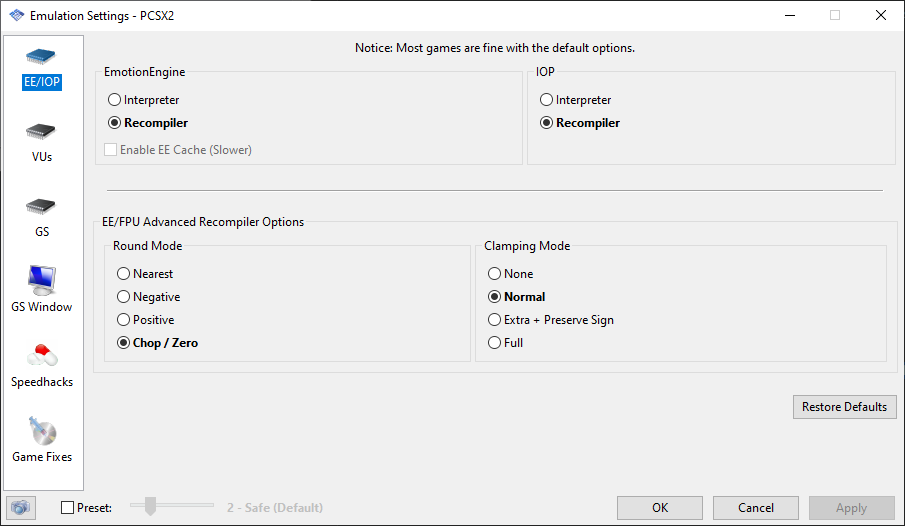 Emulation Settings - PCSX2
EE/IOP
VUs
GS
GS Window
Speedhacks
Game Fixes
Notice: Most games are fine with the default options.
EmotionEngine
Interpreter
Recompiler
Enable EE Cache (Slower)
IOP
Interpreter
Recompiler
EE/FPU Advanced Recompiler Options
Round Mode
Nearest
Negative
Positive
Chop / Zero
Clamping Mode
None
Normal
Extra + Preserve Sign
Full
Restore Defaults
Preset:
2 - Safe (Default)
OK
Cancel
Apply